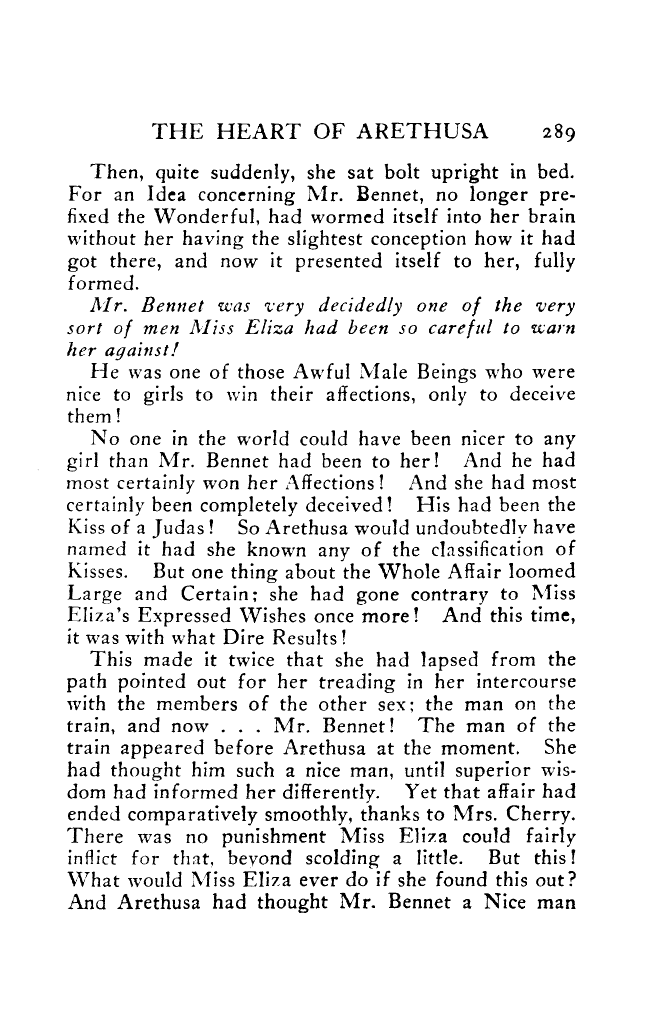 THE HEART OF ARETHUSA 289
Then, quite suddenly, she sat bolt upright in bed.
For an Idea concerning Mr. Bennet, no longer pre-
fixed the Wonderful, had wormed itself into her brain
without her having the slightest conception how it had
got there, and now it presented itself to her, fully
formed.
Mr. Bennet was very decidedly one of the very
sort of men Miss Eliza had been so careful to warn
her against!
He was one of those Awful Male Beings who were
nice to girls to win their affections, only to deceive
them!
No one in the world could have been nicer to any
girl than Mr. Bennet had been to her! And he had
most certainly won her Affections! And she had most
certainly been completely deceived! His had been the
Kiss of a Judas! So Arethusa would undoubtedly have
named it had she known any of the classification of
Kisses. But one thing about the Whole Affair loomed
Large and Certain; she had gone contrary to Miss
Eliza's Expressed Wishes once more! And this time,
it was with what Dire Results!
This made it twice that she had lapsed from the
path pointed out for her treading in her intercourse
with the members of the other sex; the man on the
train, and now . . . Mr. Bennet! The man of the
train appeared before Arethusa at the moment. She
had thought him such a nice man, until superior wis-
dom had informed her differently. Yet that affair had
ended comparatively smoothly, thanks to Mrs. Cherry.
There was no punishment Miss Eliza could fairly
inflict for that, beyond scolding a little. But this!
What would Miss Eliza ever do if she found this out?
And Arethusa had thought Mr. Bennet a Nice man